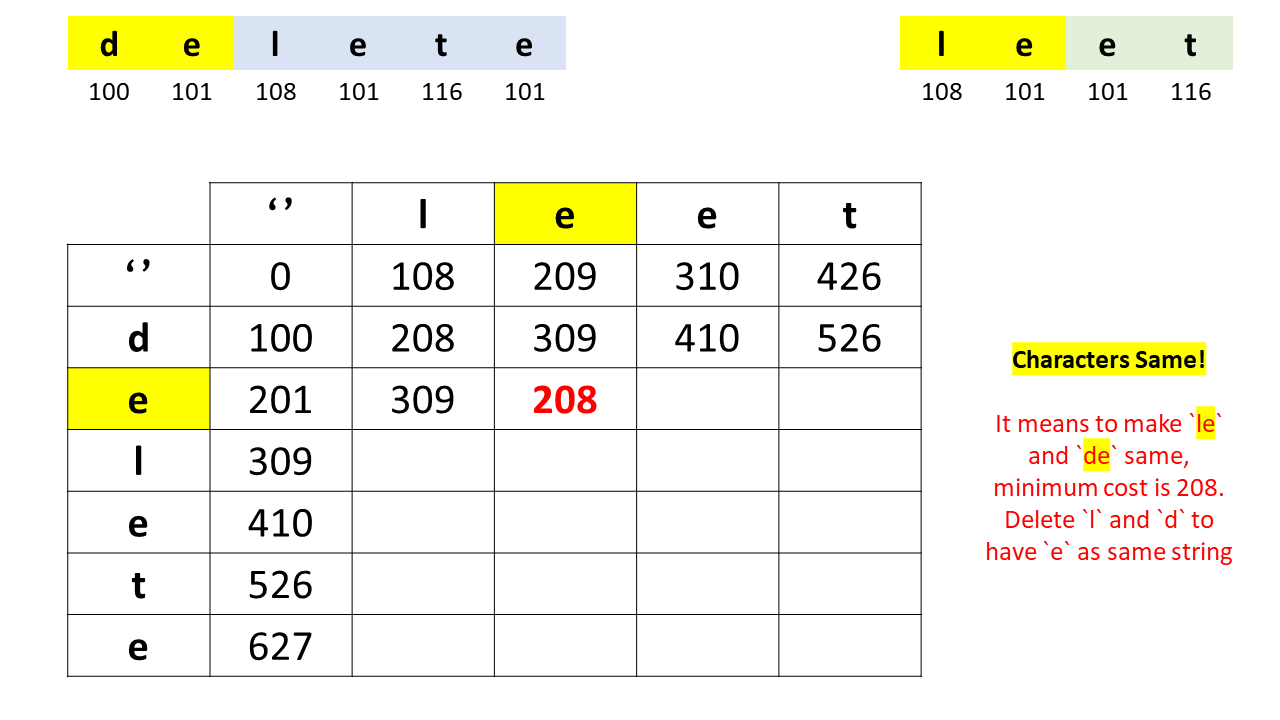 d e l e t e l e e t
100 101 108 101 116 101 108 101 101 116
‘’ l e e t
‘’ 0 108 209 310 426
d 100 208 309 410 526
e 201 309 208
l 309
e 410
t 526
e 627
Characters Same!
It means to make `le`
and `de` same,
minimum cost is 208.
Delete `l` and `d` to
have `e` as same string